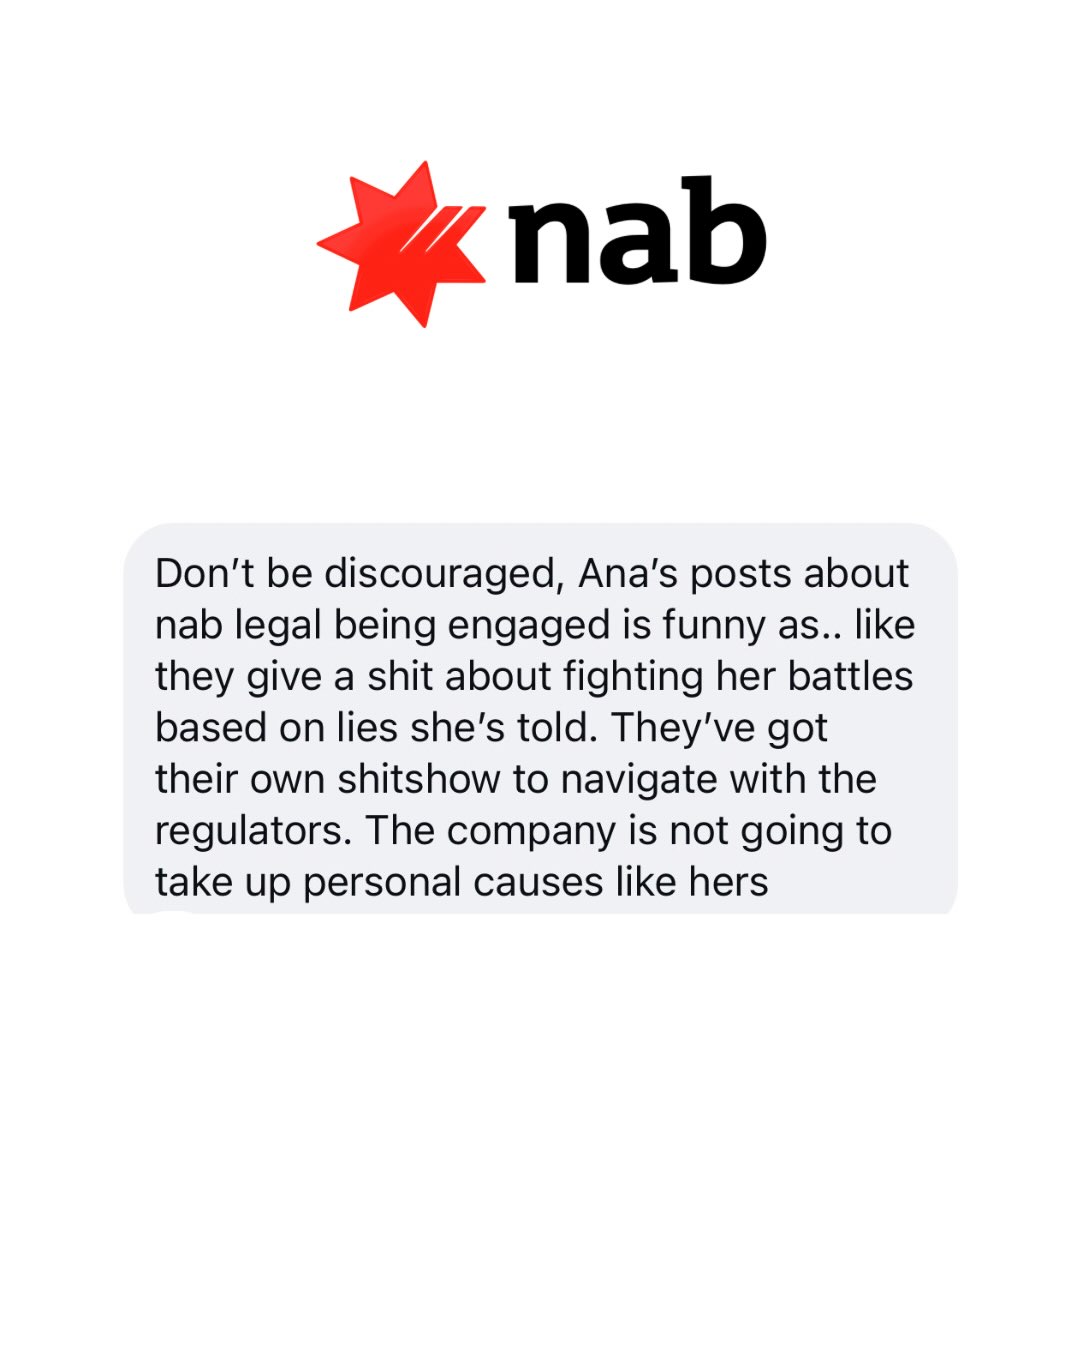 nab
Don’t be discouraged, Ana’s posts about
nab legal being engaged is funny as.. like
they give a shit about fighting her battles
based on lies she’s told. They’ve got
their own shitshow to navigate with the
regulators. The company is not going to
take up personal causes like hers